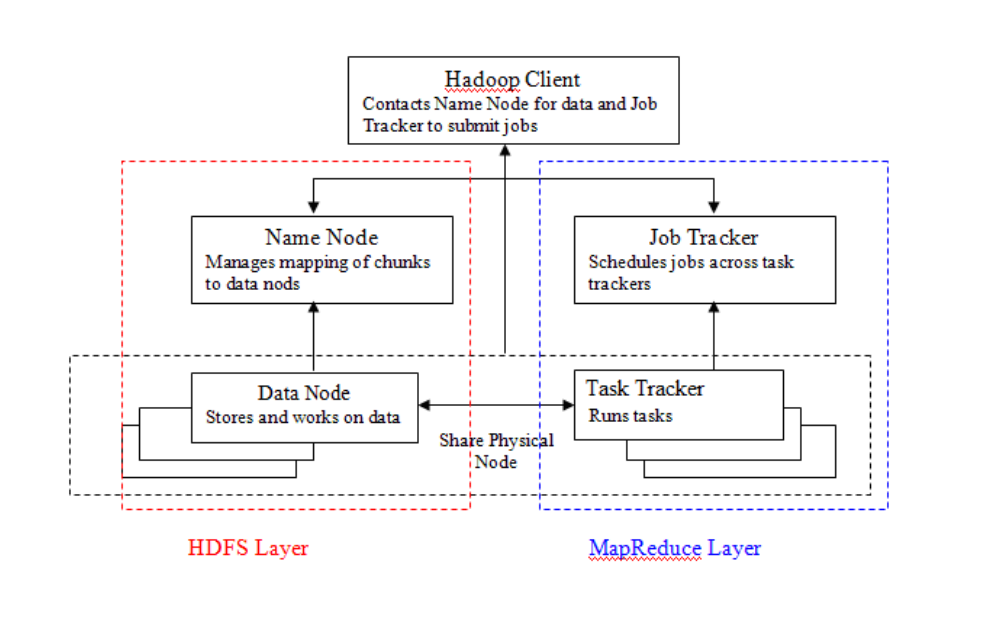 Hadoop Client
Contacts Name Node for data and Job
Tracker to submit jobs
Name Node
Manages mapping of chunks
to data nods
Job Tracker
Schedules jobs across task
trackers
Data Node
Stores and works on data
Task Tracker
Runs tasks
Share Physical
Node
HDFS Layer
MapReduce Layer